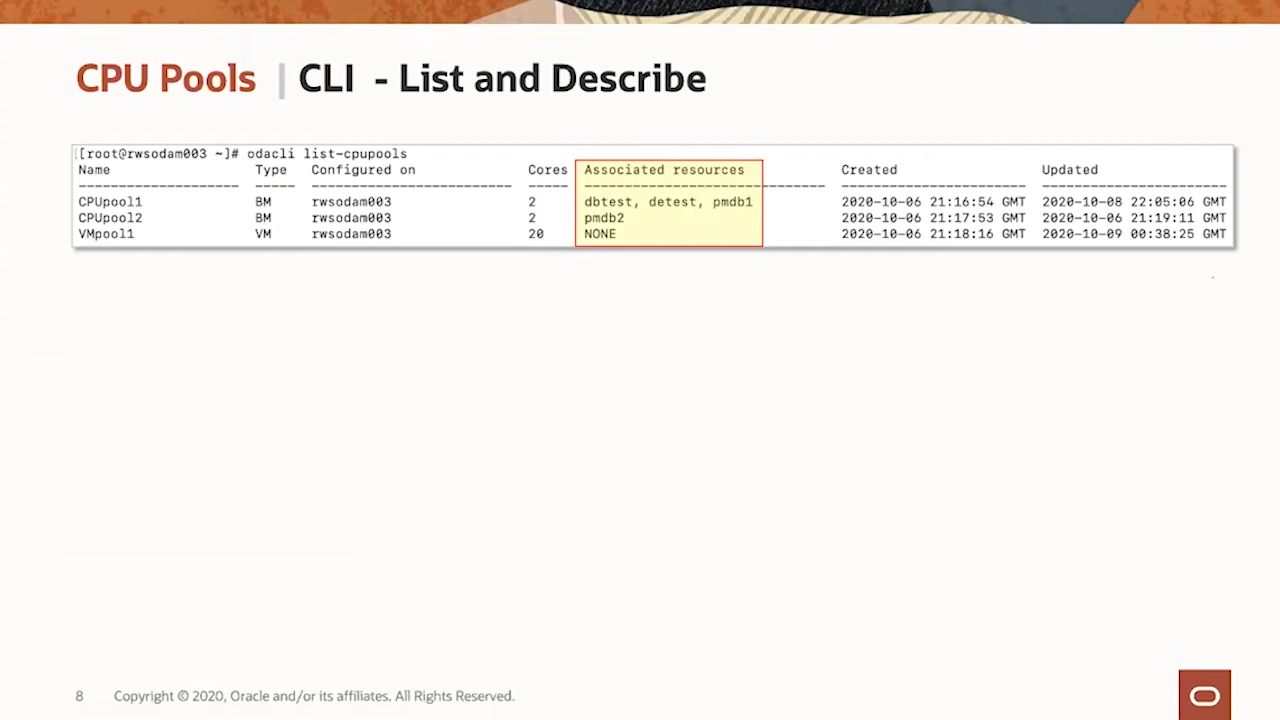 CPU Pools | CLI - List and Describe
[[root@rwsodam003 ~]# odacli list-cpupools
Name Type Configured on Cores Associated resources Created Updated
-------------------- ----- ------------------------- ----- ------------------------------ ----------------------- -----------------------
CPUpool1 BM rwsodam003 2 dbtest, detest, pmdb1 2020-10-06 21:16:54 GMT 2020-10-08 22:05:06 GMT
CPUpool2 BM rwsodam003 2 pmdb2 2020-10-06 21:17:53 GMT 2020-10-06 21:19:11 GMT
VMpool1 VM rwsodam003 20 NONE 2020-10-06 21:18:16 GMT 2020-10-09 00:38:25 GMT
8 Copyright © 2020, Oracle and/or its affiliates. All Rights Reserved.